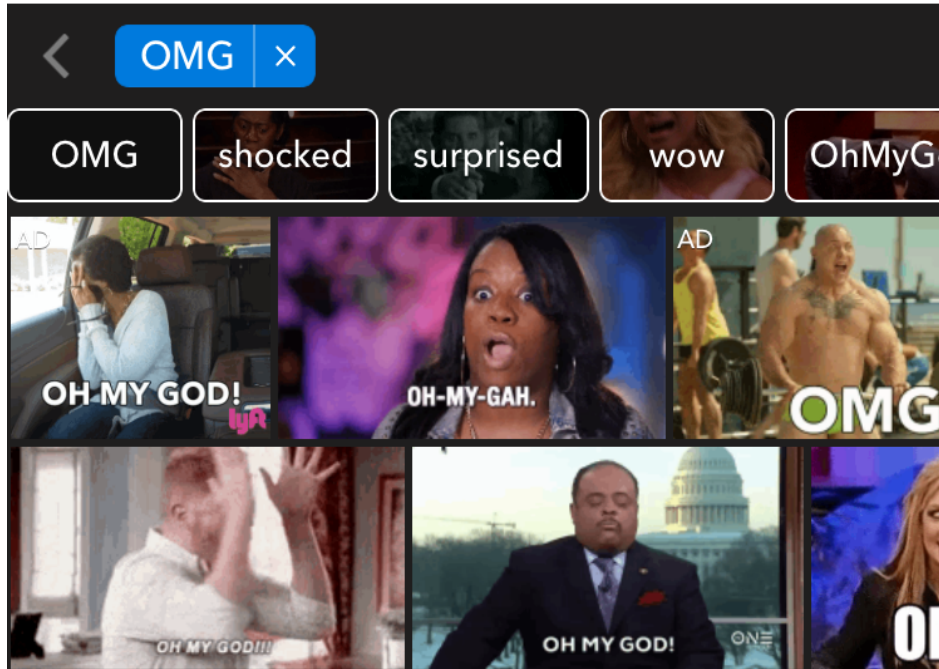 OMG ×
OMG
shocked
surprised
wow
OhMyG
AD
OH MY GOD!
lyft
OH-MY-GAH.
AD
OMG
OH MY GOD!!!
OH MY GOD!
ONE